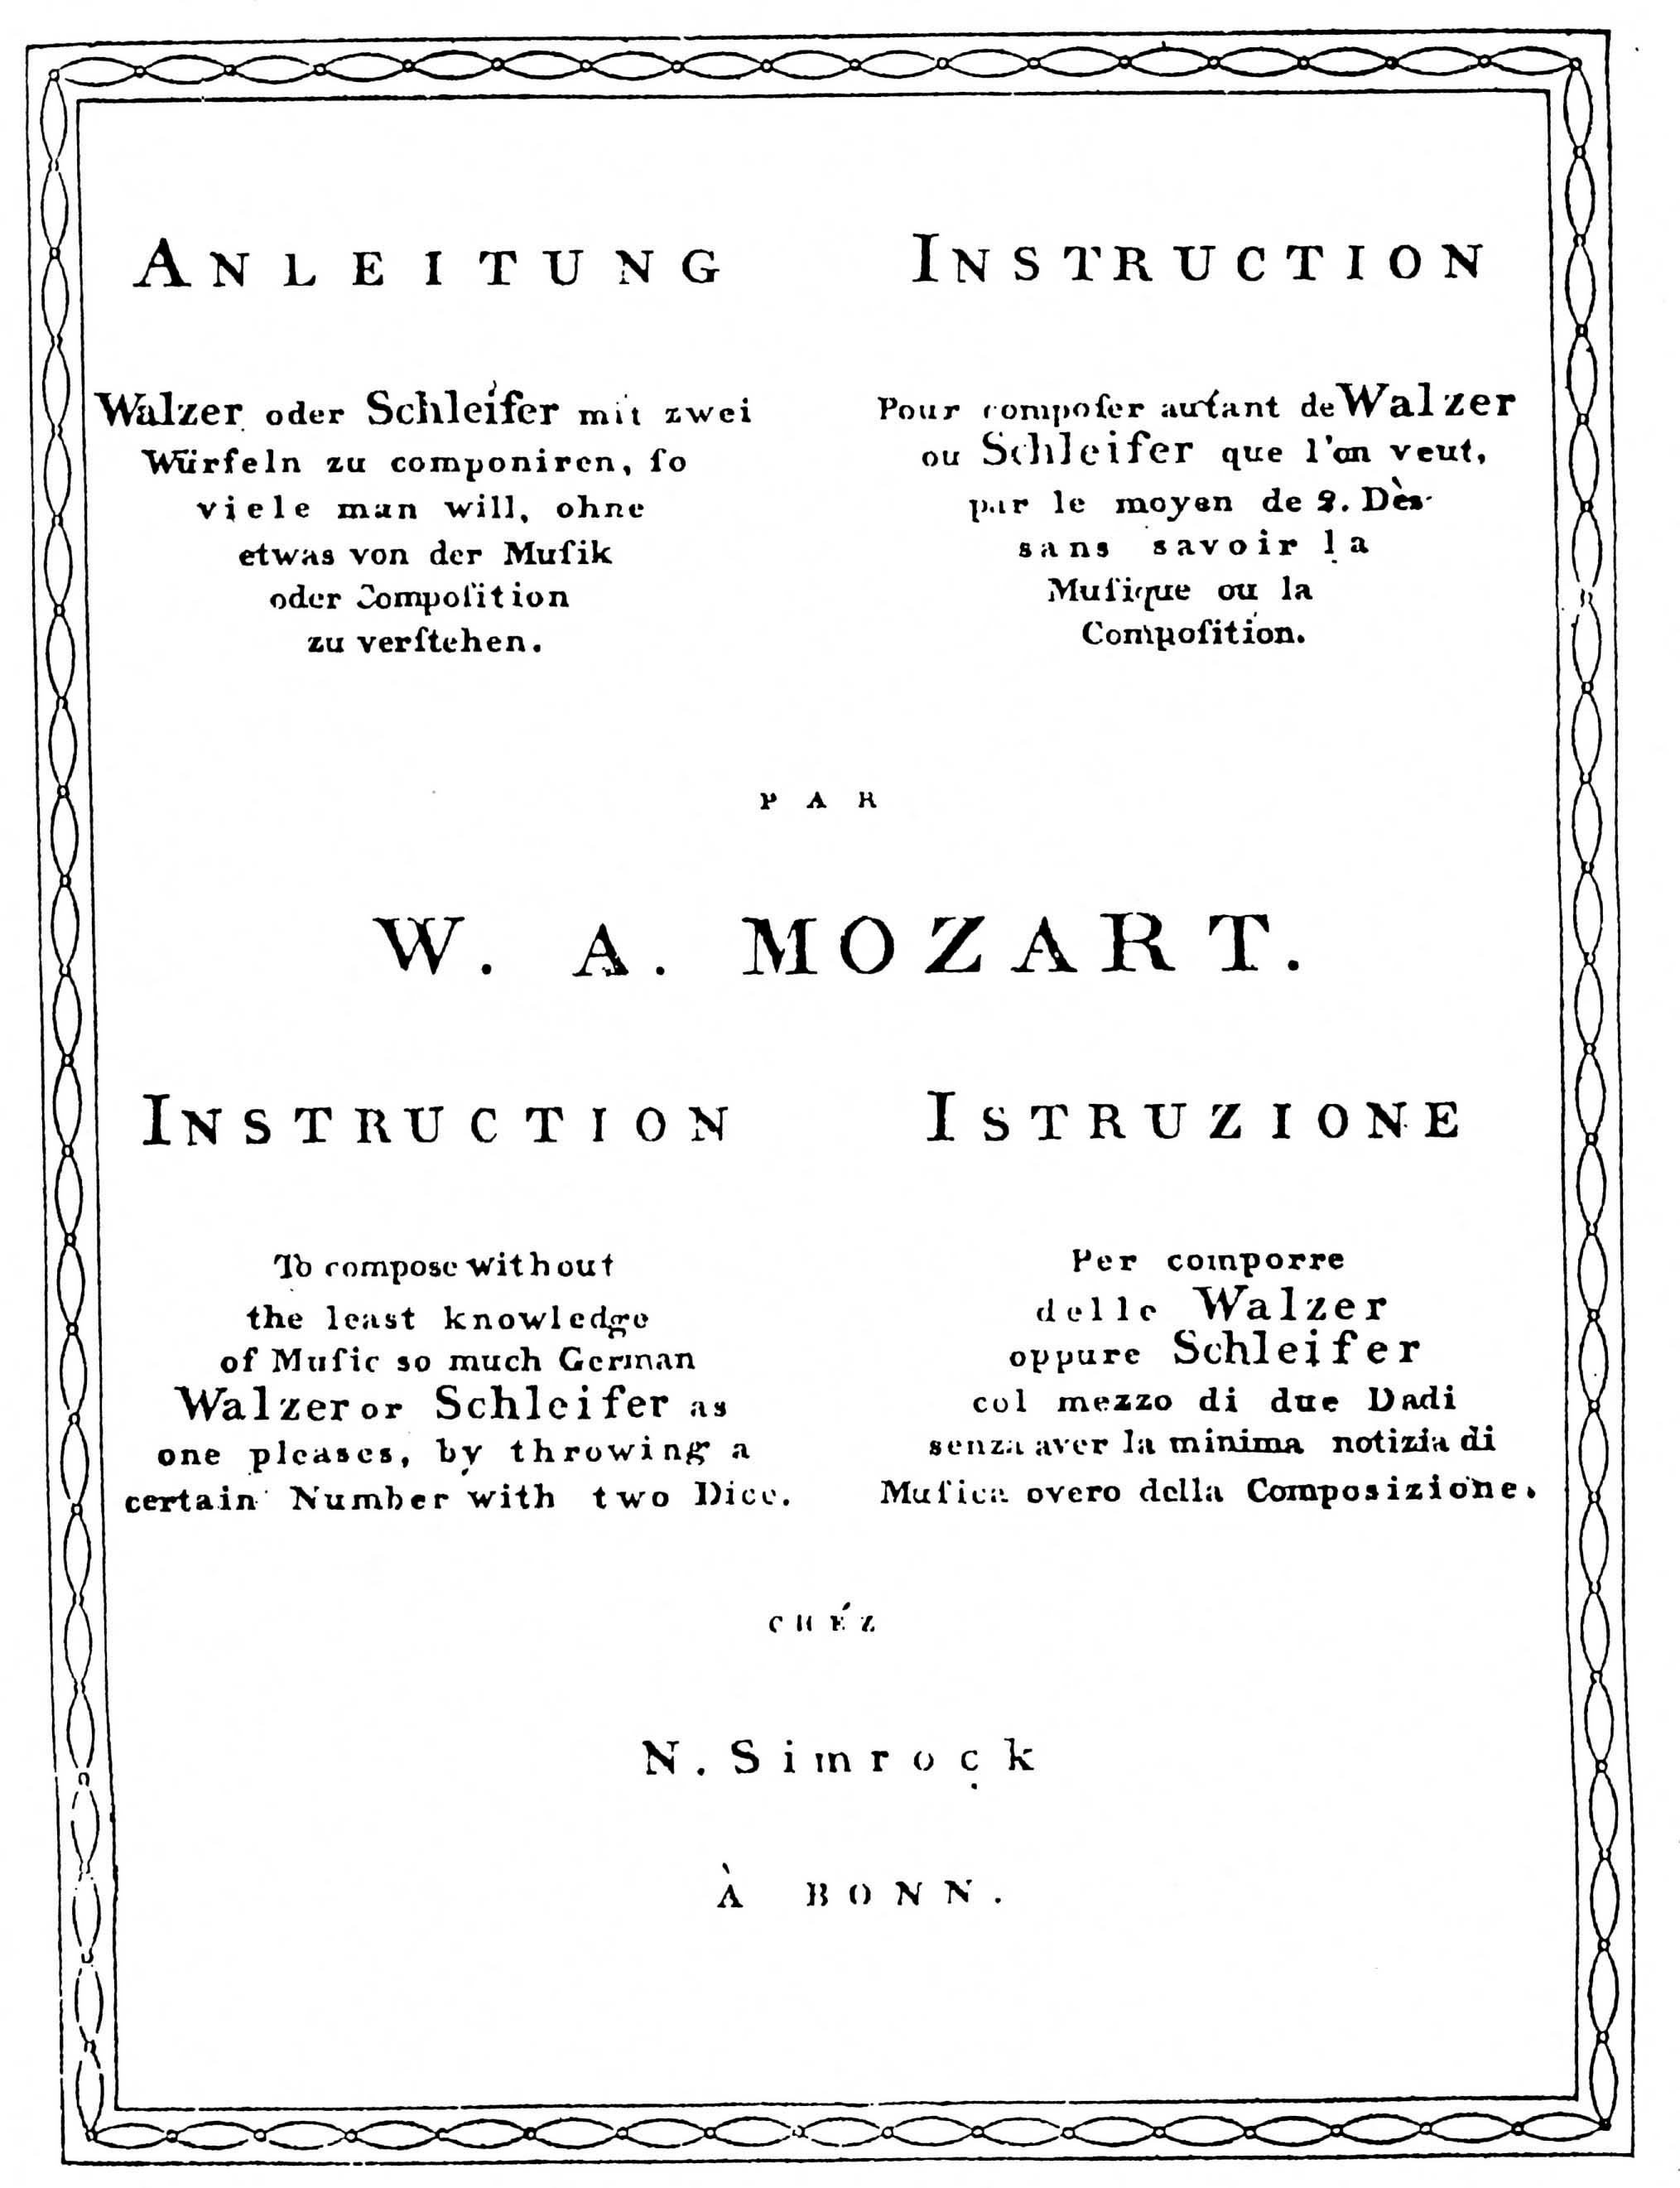 ANLEITUNG
Walzer oder Schleifer mit zwei
Würfeln zu componiren, ſo
viele man will, ohne
etwas von der Muſik
oder Compoſition
zu verſtehen.
INSTRUCTION
Pour compoſer autant de Walzer
ou Schleifer que l'on veut,
par le moyen de 2. Dès
sans savoir la
Muſique ou la
Compoſition.
PAR
W. A. MOZART.
INSTRUCTION
To compose without
the least knowledge
of Muſic so much German
Walzer or Schleifer as
one pleases, by throwing a
certain Number with two Dice.
ISTRUZIONE
Per comporre
delle Walzer
oppure Schleifer
col mezzo di due Dadi
senza aver la minima notizia di
Muſica overo della Composizione.
CHÉZ
N. Simrock
À BONN.